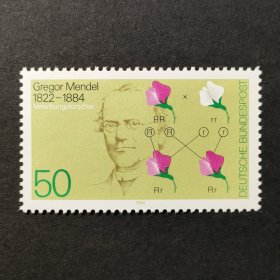 Gregor Mendel
1822–1884
Vererbungsforscher
×
RR rr
R R r r
Rr Rr
50
1984
DEUTSCHE BUNDESPOST